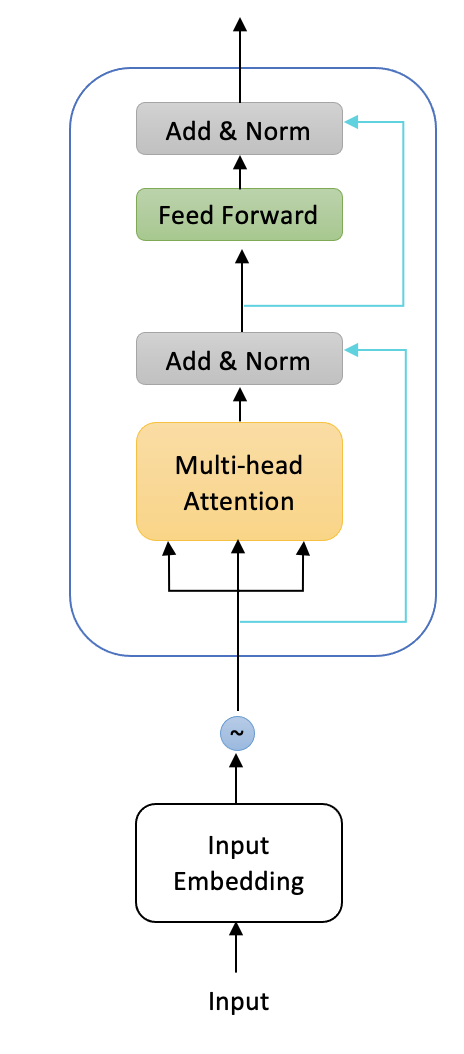 Add & Norm
Feed Forward
Add & Norm
Multi-head
Attention
~
Input
Embedding
Input